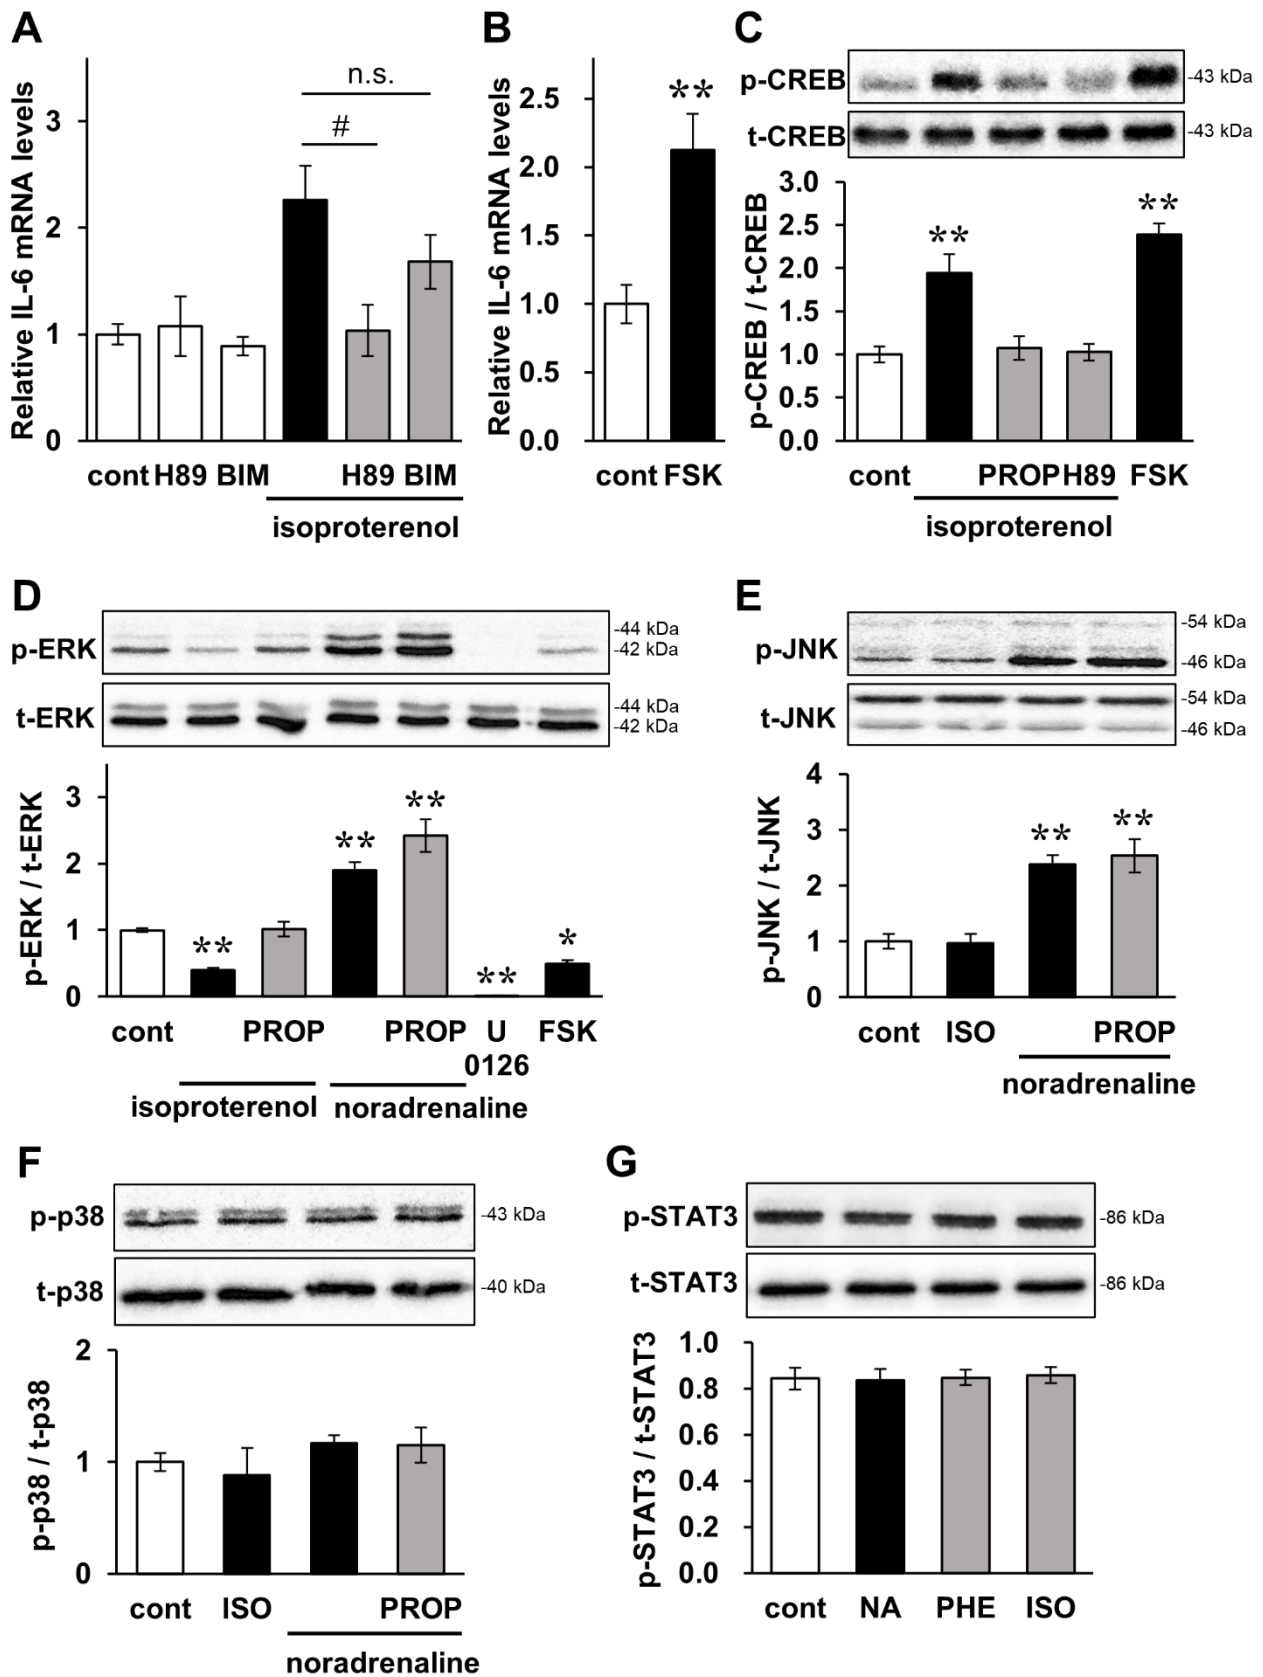 A
Relative IL-6 mRNA levels
n.s.
#
3
2
1
0
cont H89 BIM H89 BIM
isoproterenol
B
Relative IL-6 mRNA levels
**
2.5
2.0
1.5
1.0
0.5
0.0
cont FSK
C
p-CREB -43 kDa
t-CREB -43 kDa
p-CREB / t-CREB
3.0
2.5
2.0
1.5
1.0
0.5
0.0
** **
cont PROP H89 FSK
isoproterenol
D
p-ERK -44 kDa
-42 kDa
t-ERK -44 kDa
-42 kDa
p-ERK / t-ERK
3
2
1
0
** ** ** ** *
cont PROP PROP U FSK
0126
isoproterenol noradrenaline
E
p-JNK -54 kDa
-46 kDa
t-JNK -54 kDa
-46 kDa
p-JNK / t-JNK
4
3
2
1
0
** **
cont ISO PROP
noradrenaline
F
p-p38 -43 kDa
t-p38 -40 kDa
p-p38 / t-p38
2
1
0
cont ISO PROP
noradrenaline
G
p-STAT3 -86 kDa
t-STAT3 -86 kDa
p-STAT3 / t-STAT3
1.0
0.8
0.6
0.4
0.2
0.0
cont NA PHE ISO